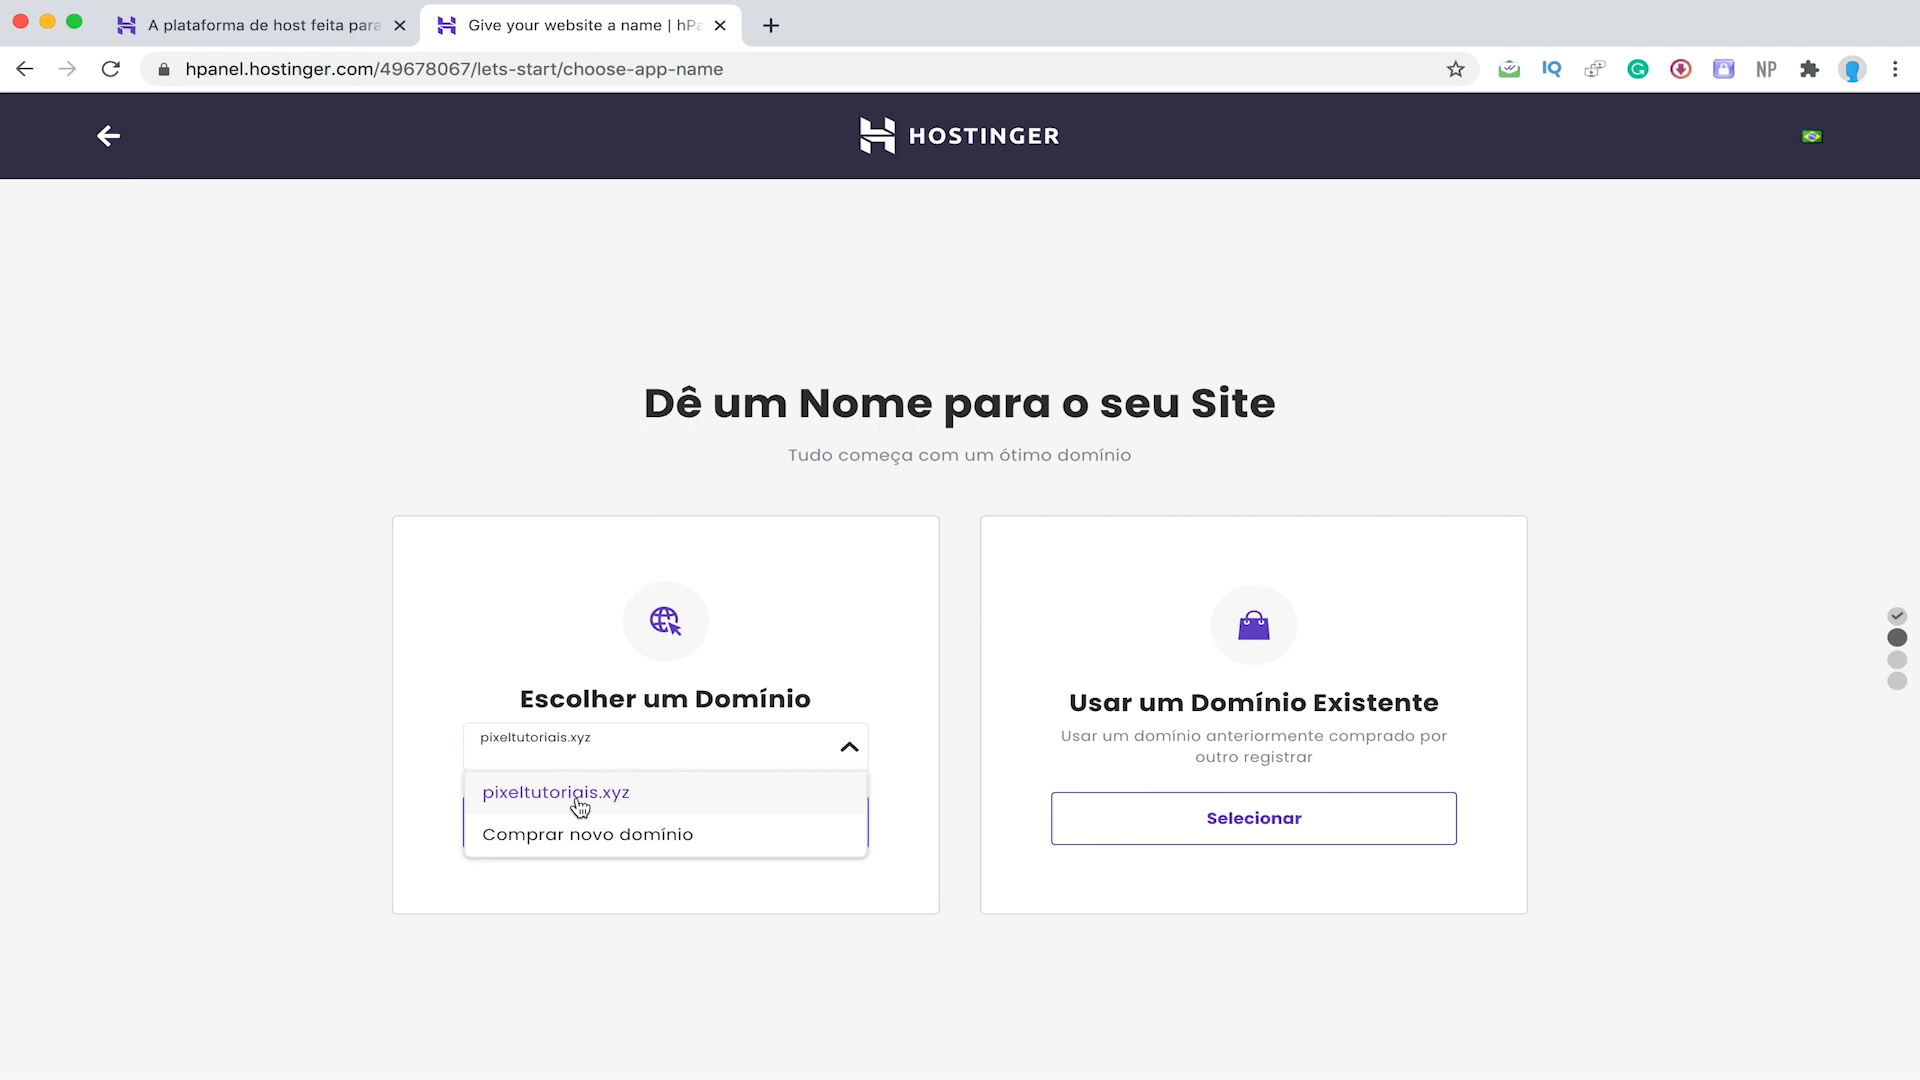 A plataforma de host feita para
Give your website a name | hPa
hpanel.hostinger.com/49678067/lets-start/choose-app-name
IQ
G
NP
HOSTINGER
Dê um Nome para o seu Site
Tudo começa com um ótimo domínio
Escolher um Domínio
pixeltutoriais.xyz
pixeltutoriais.xyz
Comprar novo domínio
Usar um Domínio Existente
Usar um domínio anteriormente comprado por
outro registrar
Selecionar